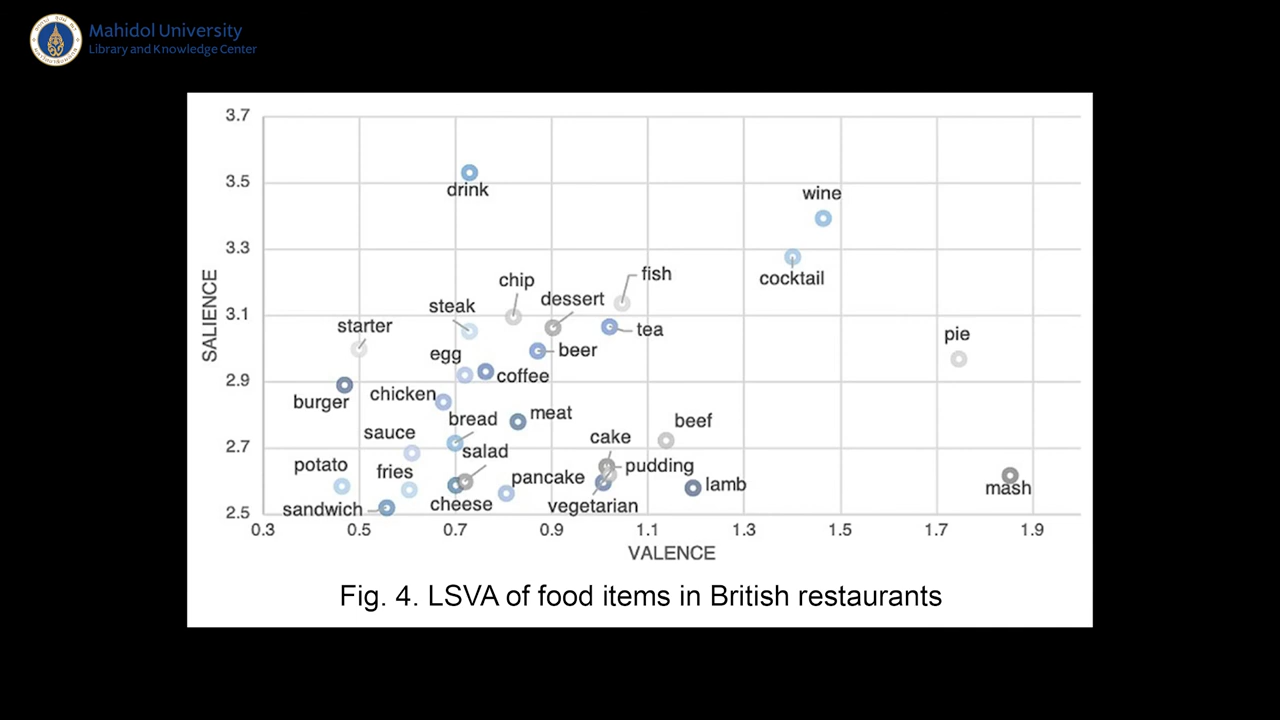 Mahidol University
Library and Knowledge Center
3.7
3.5
drink
wine
3.3
cocktail
fish
chip
dessert
steak
3.1
starter
tea
pie
egg
beer
coffee
2.9
burger
chicken
meat
bread
beef
sauce
cake
2.7
salad
potato
fries
pancake
pudding
lamb
mash
sandwich
cheese
vegetarian
2.5
0.3 0.5 0.7 0.9 1.1 1.3 1.5 1.7 1.9
SALIENCE
VALENCE
Fig. 4. LSVA of food items in British restaurants